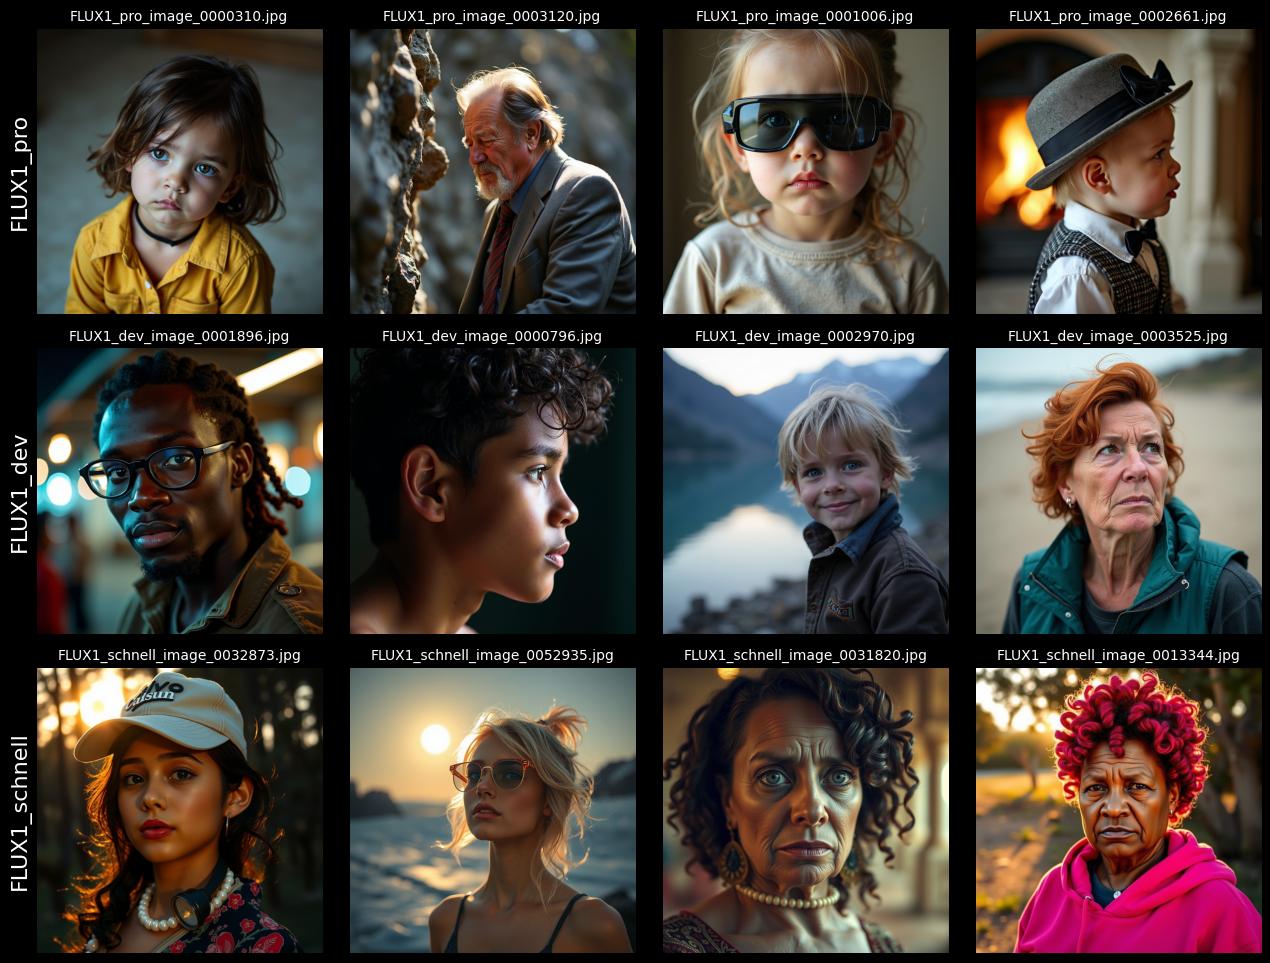 FLUX1_pro_image_0000310.jpg
FLUX1_pro_image_0003120.jpg
FLUX1_pro_image_0001006.jpg
FLUX1_pro_image_0002661.jpg
FLUX1_pro
FLUX1_dev_image_0001896.jpg
FLUX1_dev_image_0000796.jpg
FLUX1_dev_image_0002970.jpg
FLUX1_dev_image_0003525.jpg
FLUX1_dev
FLUX1_schnell_image_0032873.jpg
FLUX1_schnell_image_0052935.jpg
FLUX1_schnell_image_0031820.jpg
FLUX1_schnell_image_0013344.jpg
FLUX1_schnell